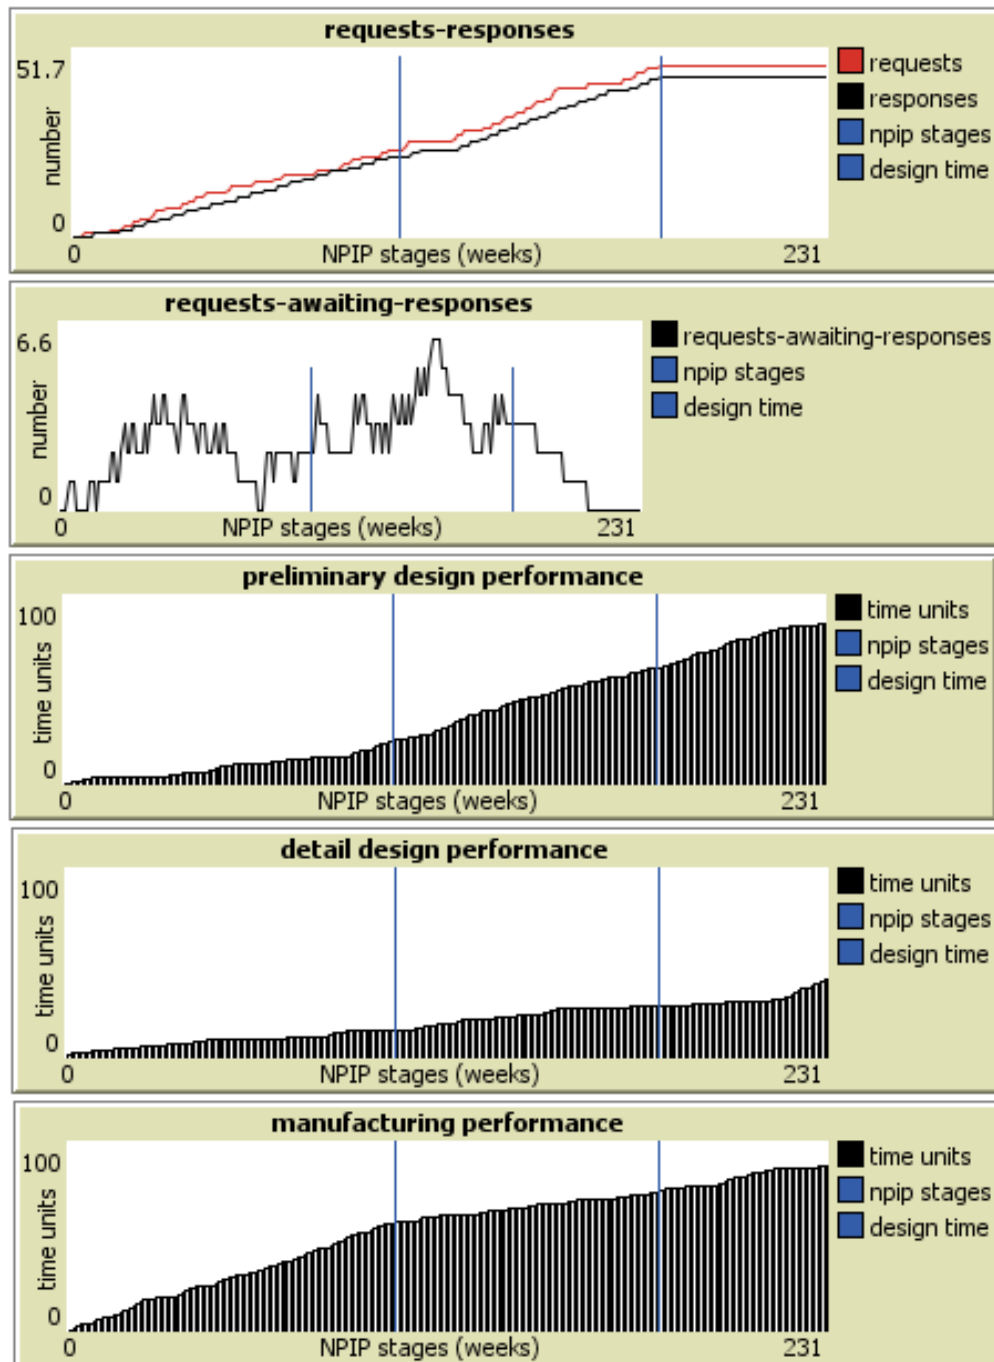 requests-responses
51.7
number
0
0
NPIP stages (weeks)
231
requests
responses
npip stages
design time
requests-awaiting-responses
6.6
number
0
0
NPIP stages (weeks)
231
requests-awaiting-responses
npip stages
design time
preliminary design performance
100
time units
0
0
NPIP stages (weeks)
231
time units
npip stages
design time
detail design performance
100
time units
0
0
NPIP stages (weeks)
231
time units
npip stages
design time
manufacturing performance
100
time units
0
0
NPIP stages (weeks)
231
time units
npip stages
design time